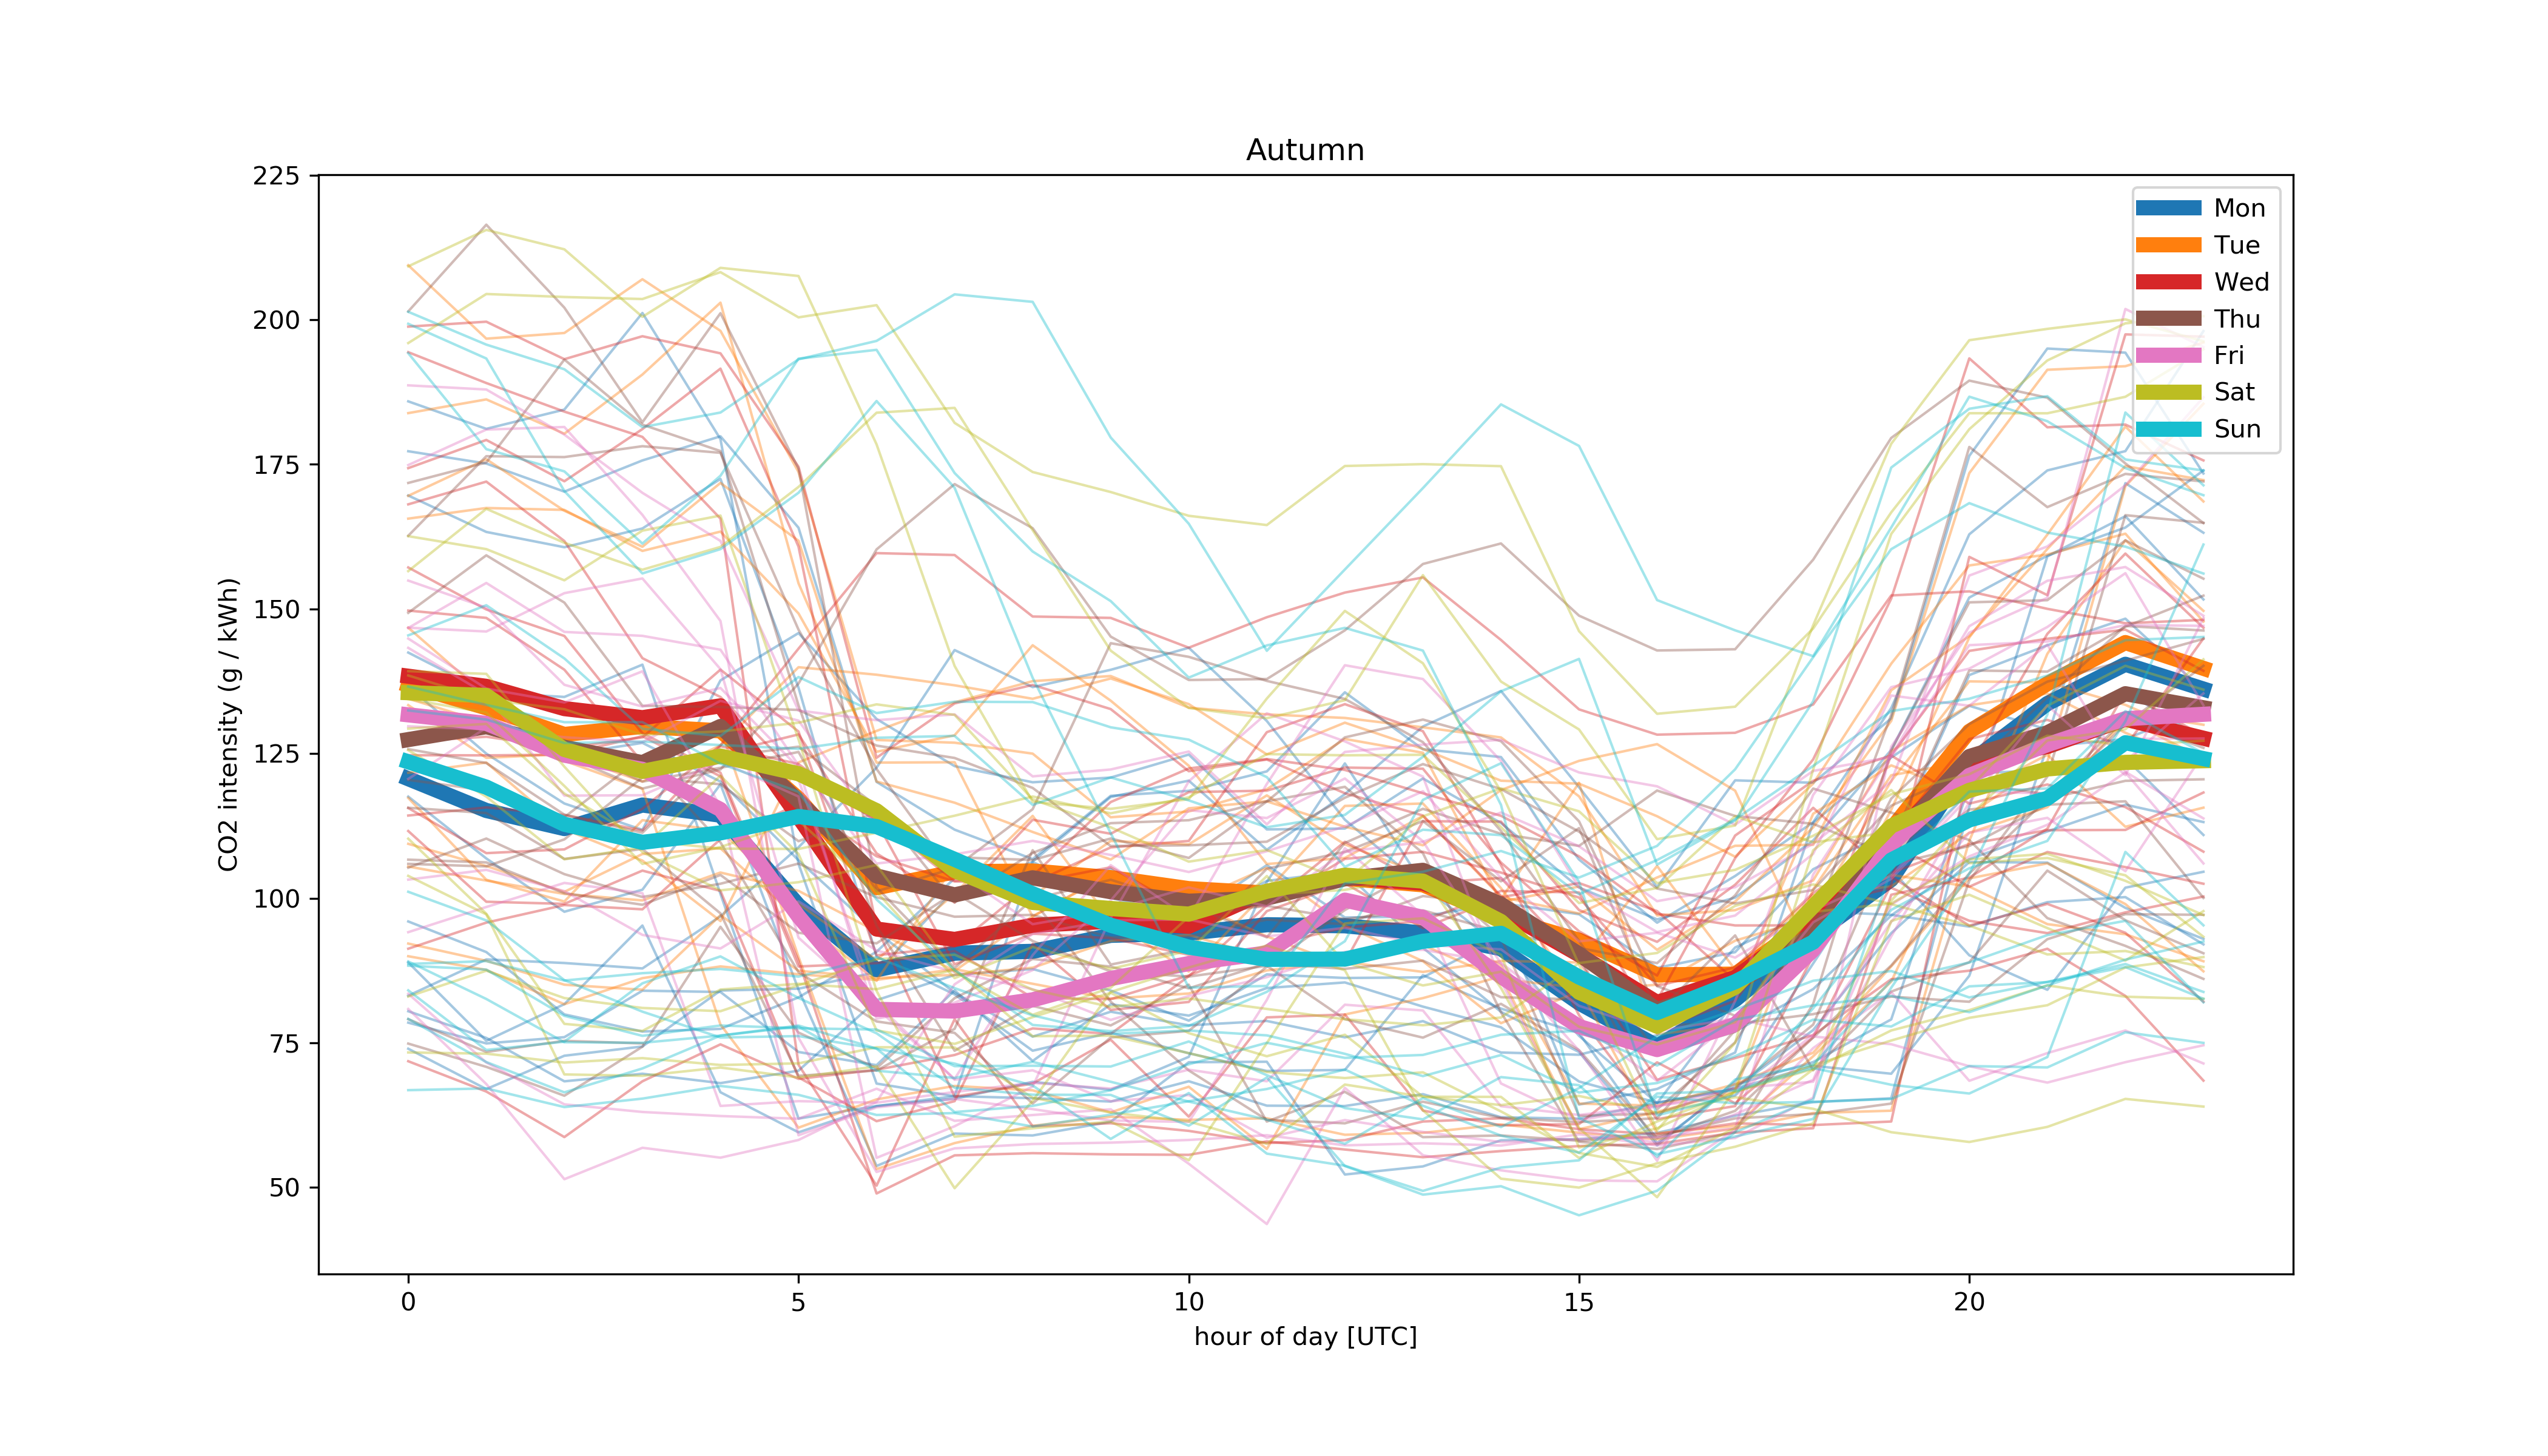 Autumn
225
200
175
150
125
100
75
50
CO2 intensity (g / kWh)
0
5
10
15
20
hour of day [UTC]
Mon
Tue
Wed
Thu
Fri
Sat
Sun